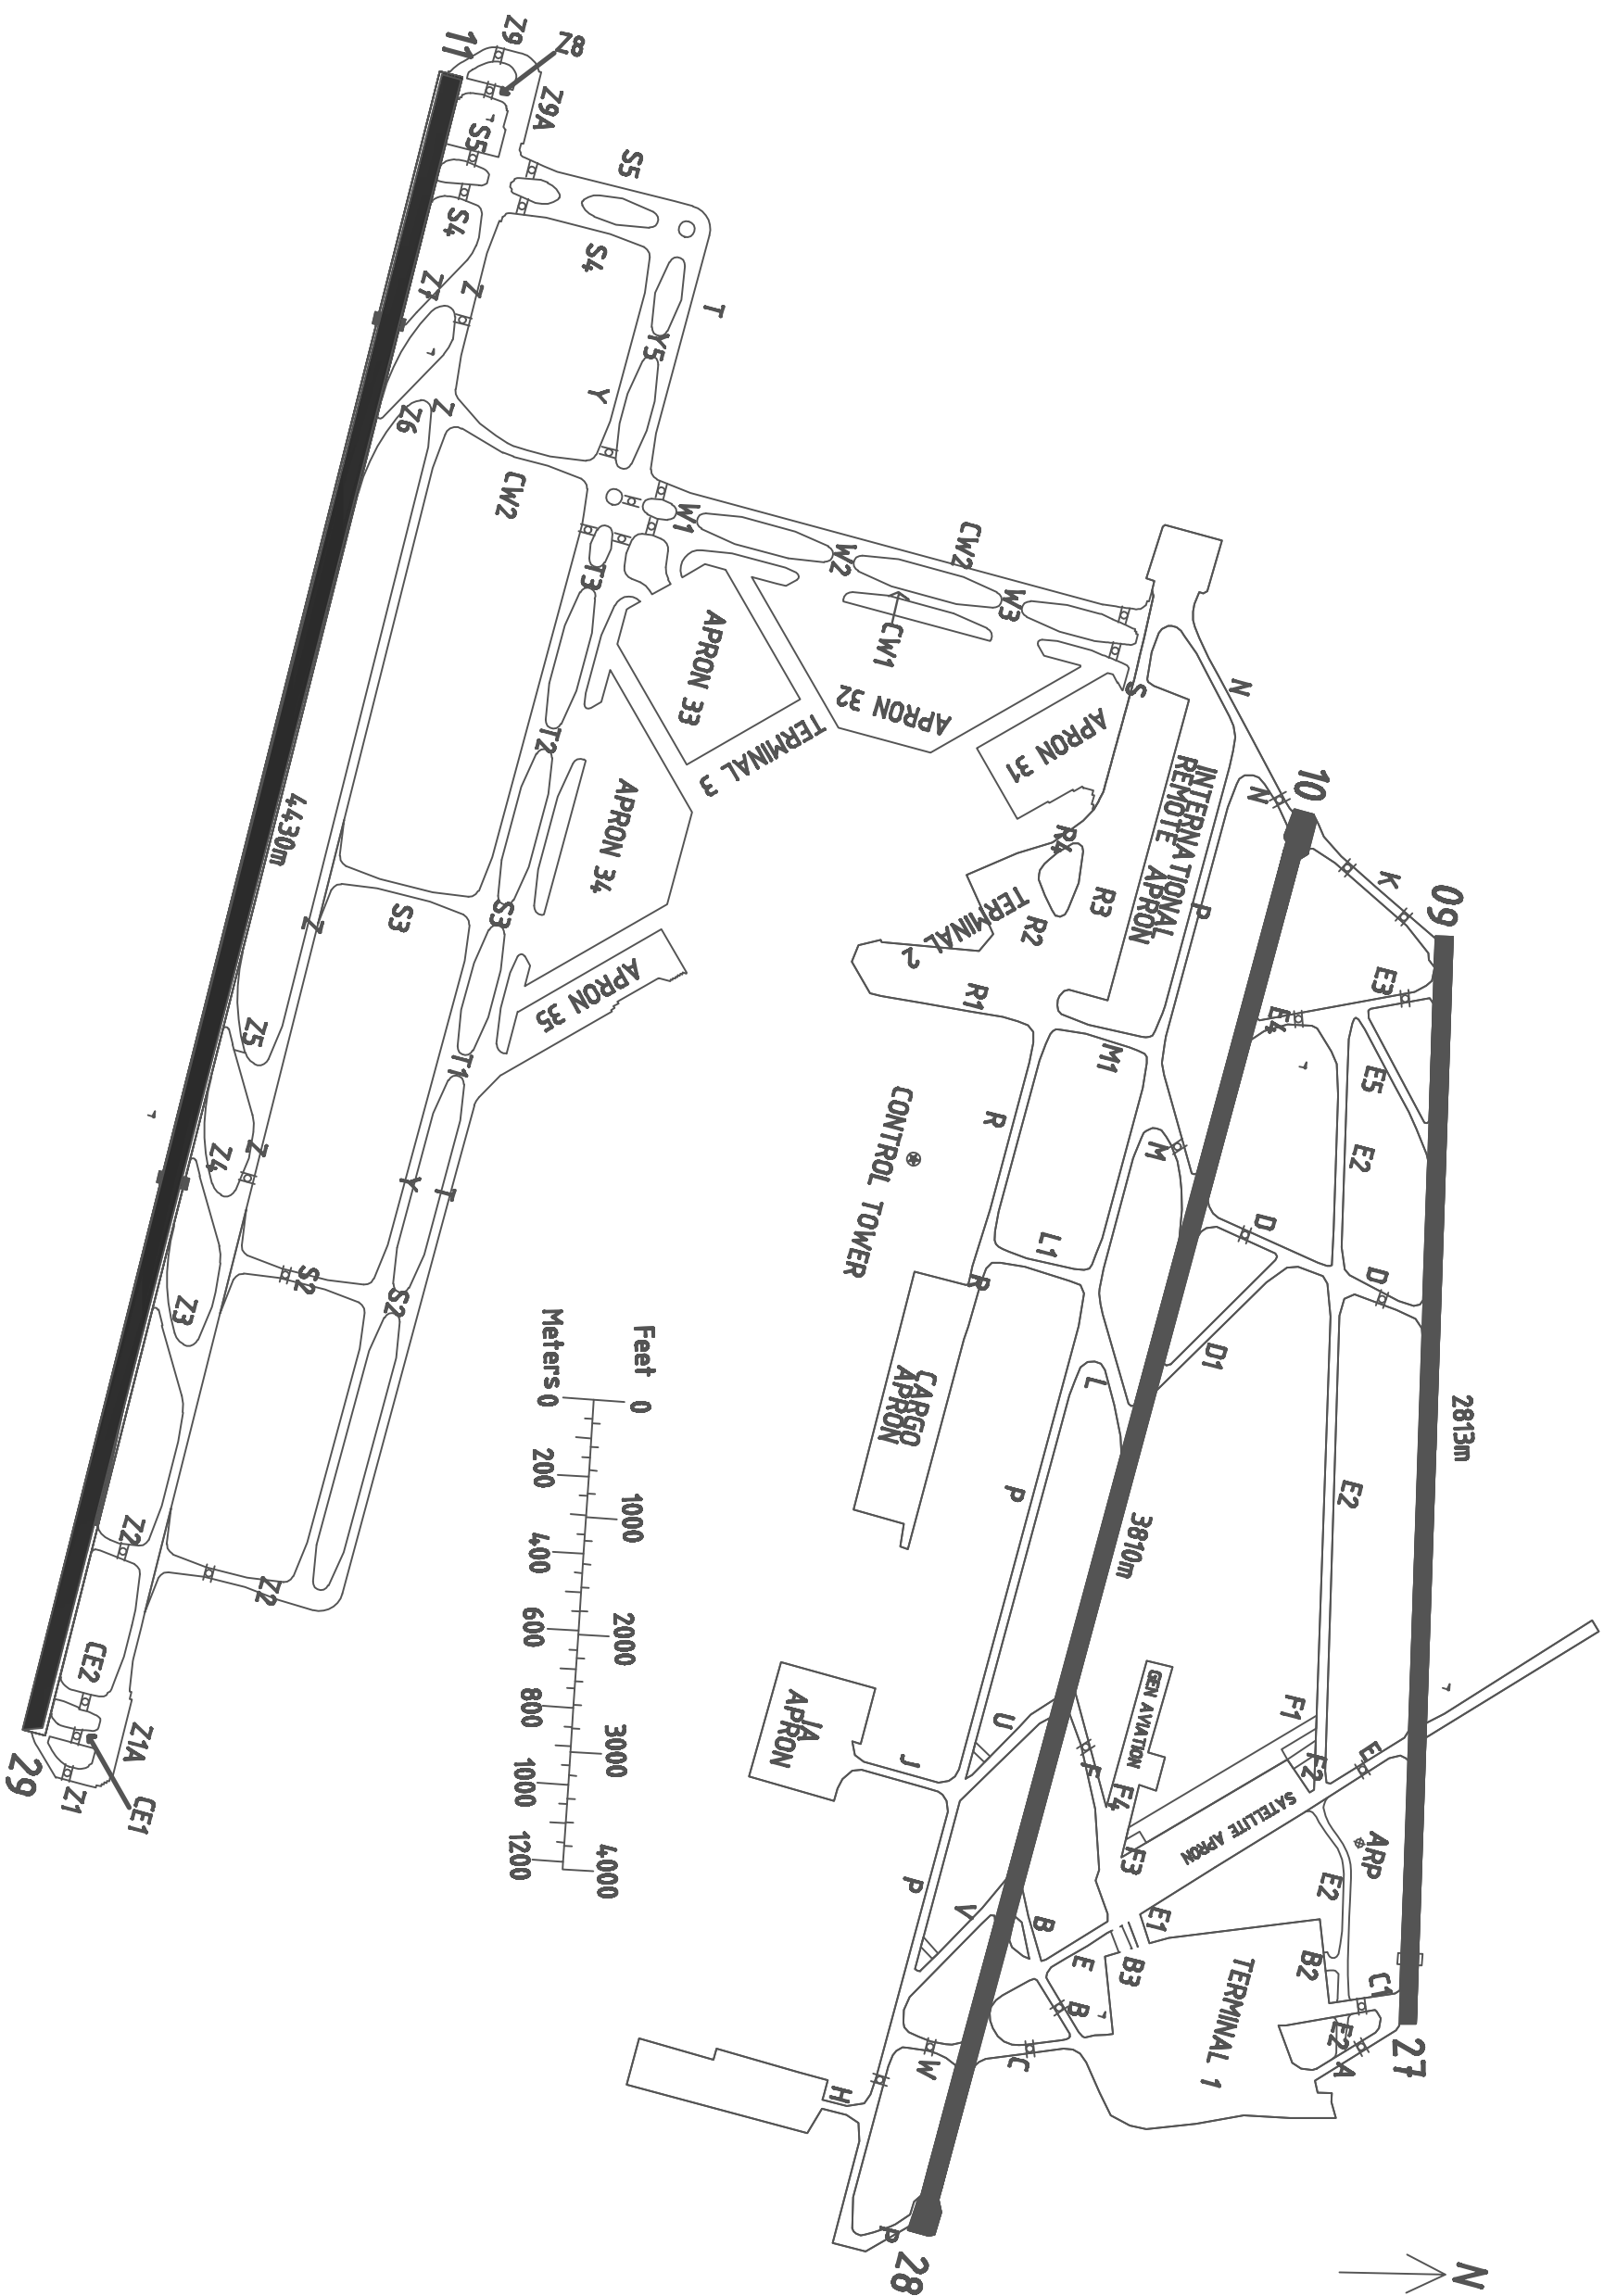 11
Z9
Z8
Z9A
S5
S5
S4
S4
T
Z7
Z
Y5
Y
Z
Z6
CW2
W1
W2
CW2
W3
CW1
T3
APRON 33
APRON 32
TERMINAL 3
APRON 31
S
N
INTERNATIONAL
REMOTE APRON
N
10
T2
APRON 34
R4
R3
P
K
09
4430m
S3
S3
Z
TERMINAL 2
R2
R1
E3
E4
APRON 35
Z5
T1
M1
E5
R
CONTROL TOWER
M
E2
Z4
Z
Y
T
D
L1
D
R
S2
S2
Z3
D1
L
2813m
CARGO
APRON
Feet 0 1000 2000 3000 4000
Meters 0 200 400 600 800 1000 1200
P
E2
3810m
Z2
Z2
CE2
Z1A
29
Z1
CE1
JA
APRON
J
U
F
F4
GEN AVIATION
F1
F2
E
SATELLITE APRON
ARP
F3
E2
P
V
B
E1
E
B3
B
TERMINAL 1
B2
C1
E2
A
27
C
W
H
P
28
N